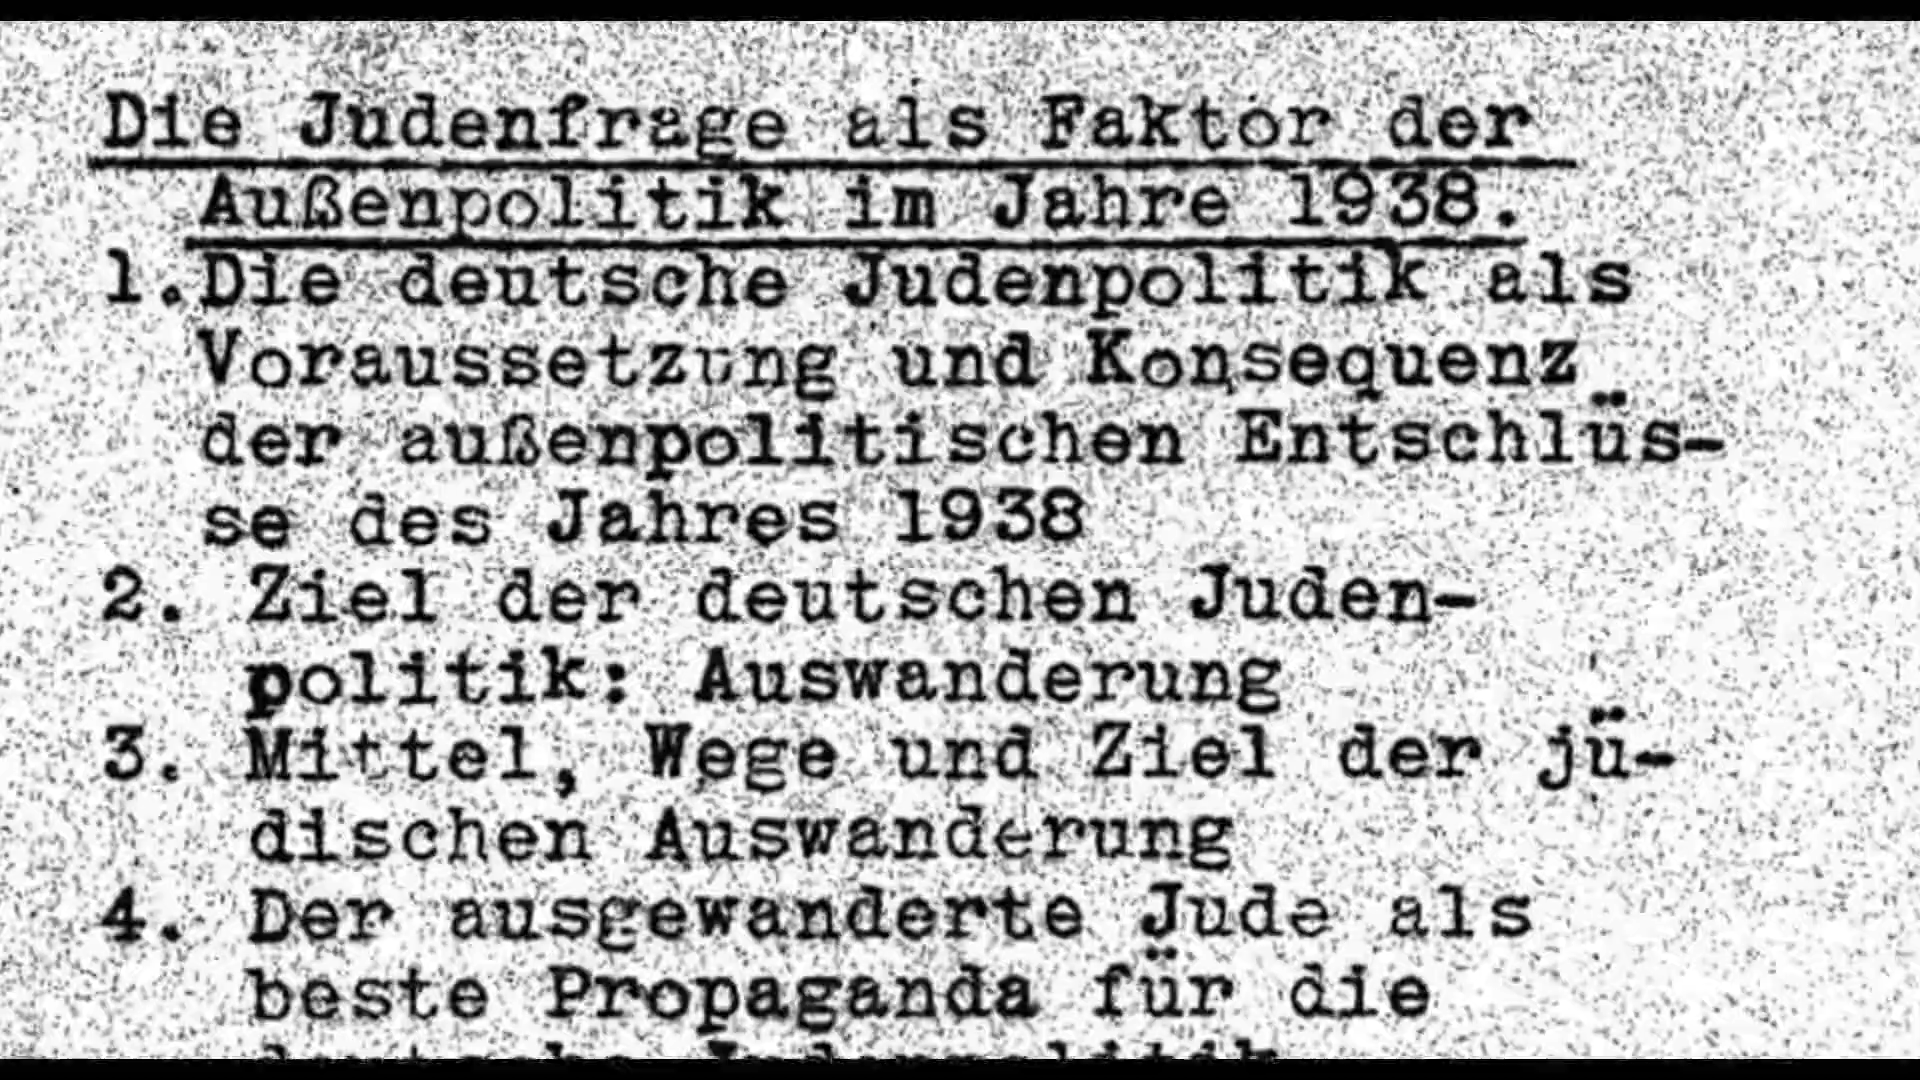 Die Judenfrage als Faktor der
Außenpolitik im Jahre 1938.
1.Die deutsche Judenpolitik als
Voraussetzung und Konsequenz
der außenpolitischen Entschlüs-
se des Jahres 1938
2. Ziel der deutschen Juden-
politik: Auswanderung
3. Mittel, Wege und Ziel der jü-
dischen Auswanderung
4. Der ausgewanderte Jude als
beste Propaganda für die
deutsche Judenpolitik